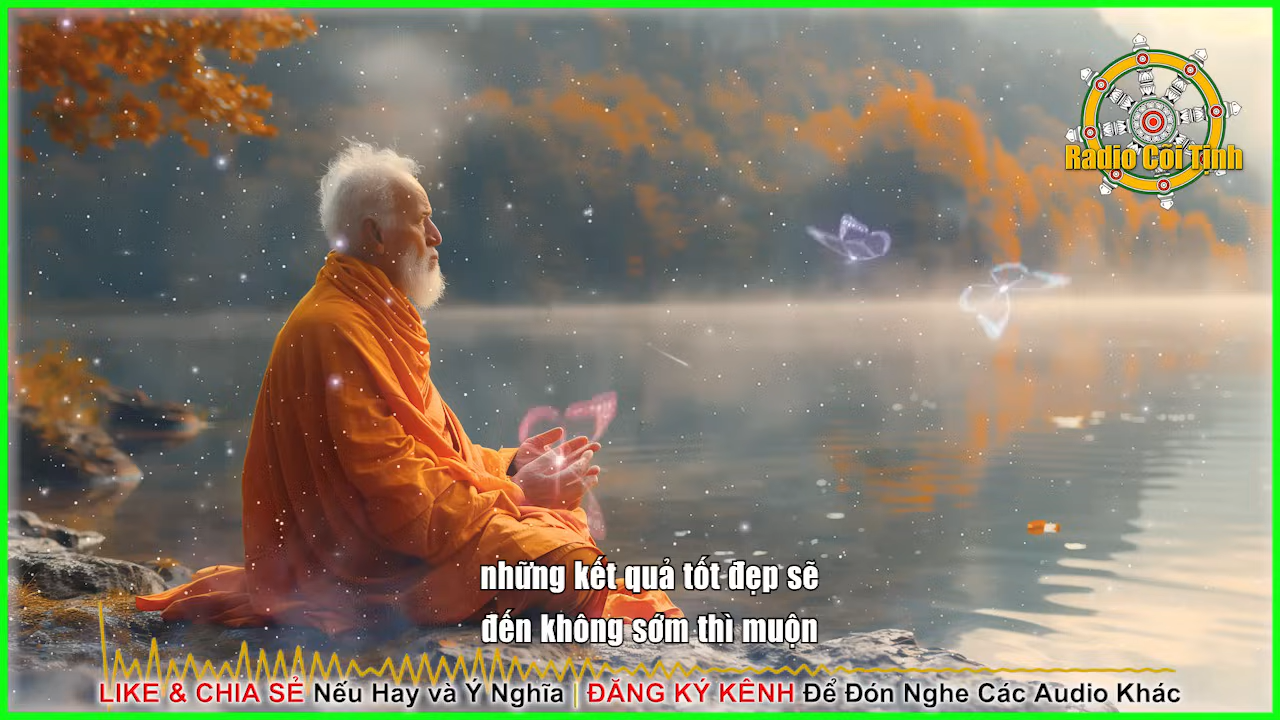 Radio Cõi Tịnh
những kết quả tốt đẹp sẽ
đến không sớm thì muộn
LIKE & CHIA SẺ Nếu Hay và Ý Nghĩa | ĐĂNG KÝ KÊNH Để Đón Nghe Các Audio Khác